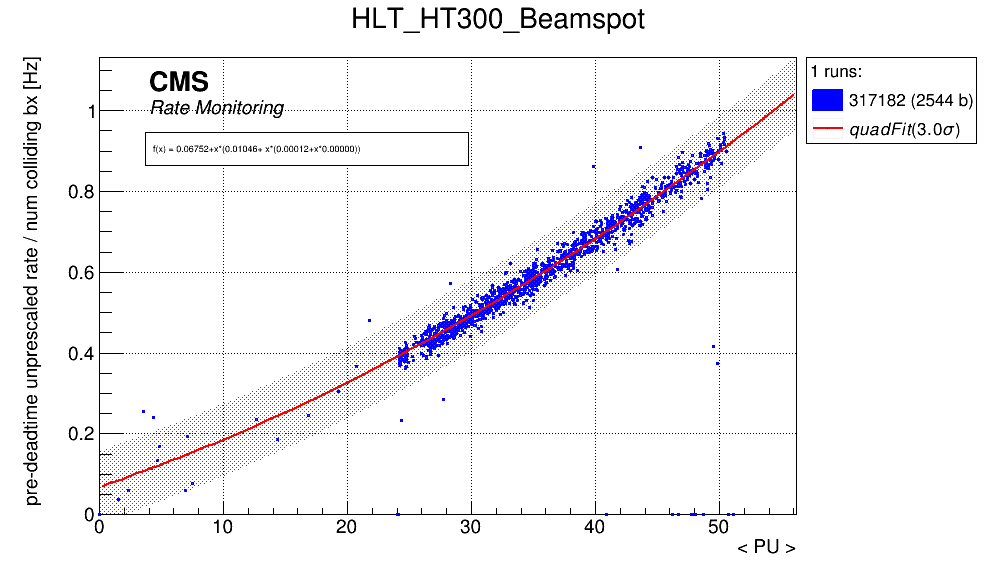 HLT_HT300_Beamspot
pre-deadtime unprescaled rate / num colliding bx [Hz]
CMS
Rate Monitoring
f(x) = 0.06752+x*(0.01046+ x*(0.00012+x*0.00000))
1 runs:
317182 (2544 b)
quadFit(3.0σ)
1
0.8
0.6
0.4
0.2
0
0 10 20 30 40 50
< PU >